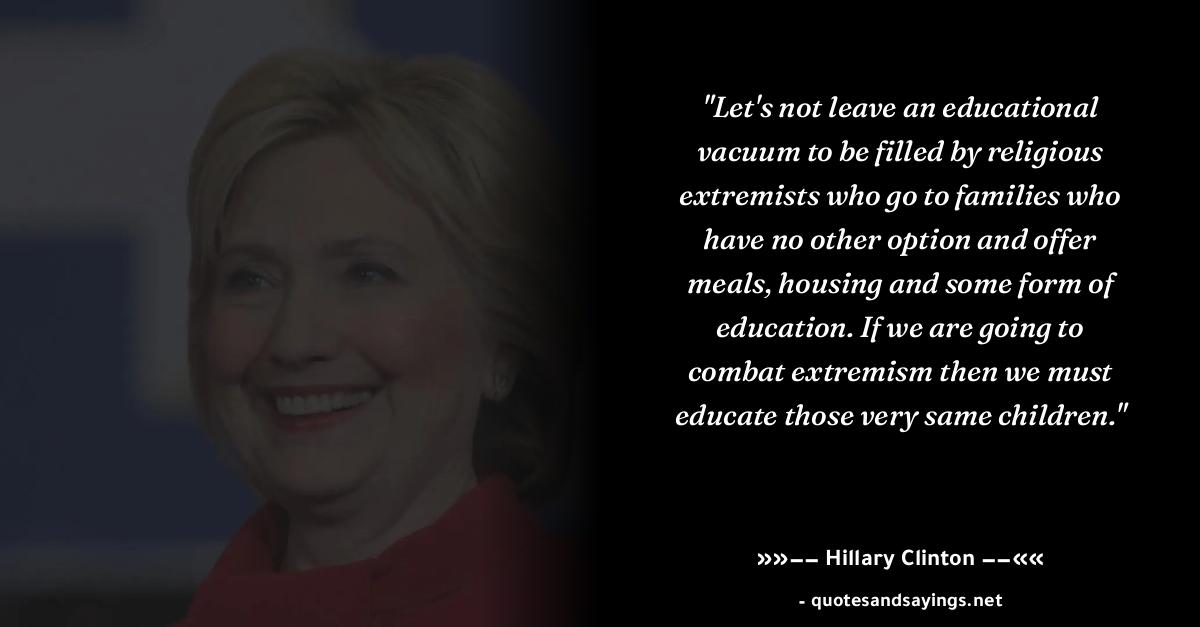 "Let's not leave an educational
vacuum to be filled by religious
extremists who go to families who
have no other option and offer
meals, housing and some form of
education. If we are going to
combat extremism then we must
educate those very same children."
»»−− Hillary Clinton −−««
- quotesandsayings.net